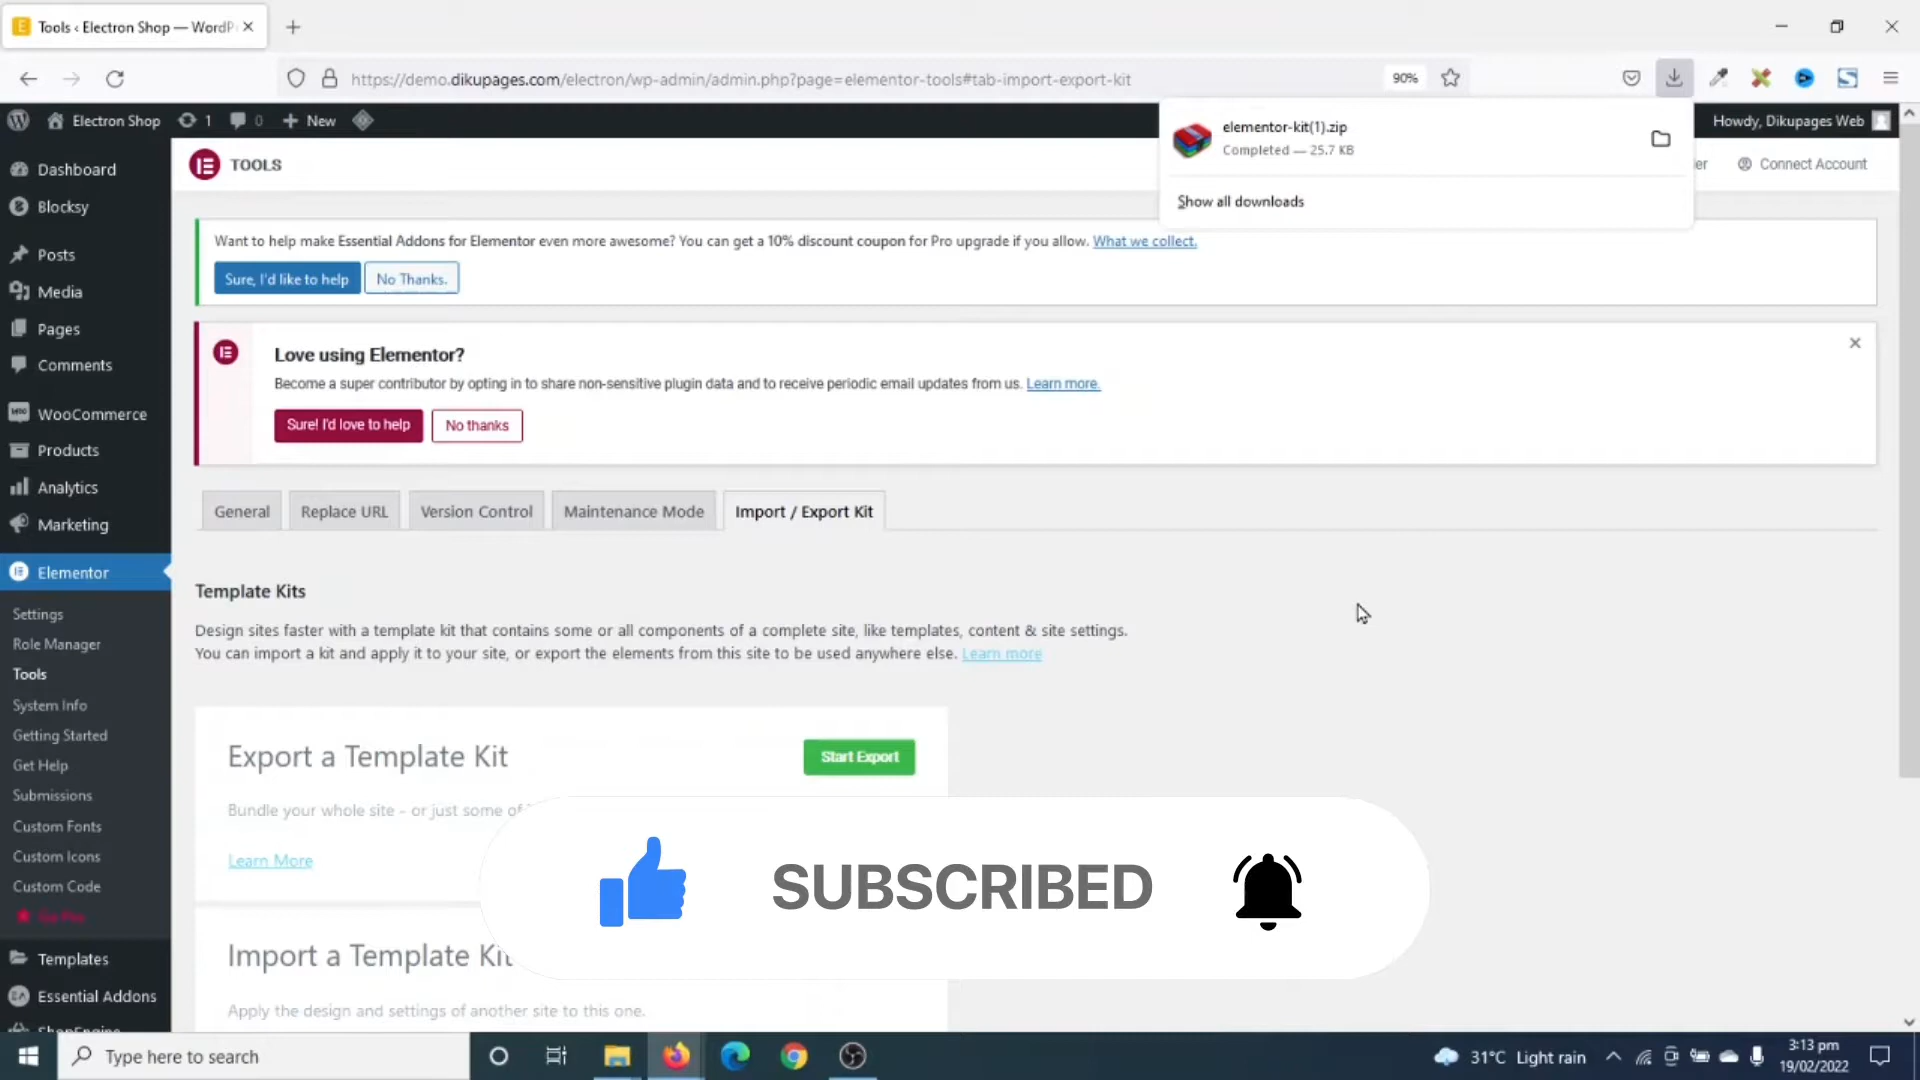 Tools ‹ Electron Shop — WordP
https://demo.dikupages.com/electron/wp-admin/admin.php?page=elementor-tools#tab-import-export-kit
90%
Electron Shop
1
0
New
Howdy, Dikupages Web
elementor-kit(1).zip
Completed — 25.7 KB
Show all downloads
TOOLS
er
Connect Account
Dashboard
Blocksy
Posts
Media
Pages
Comments
WooCommerce
Products
Analytics
Marketing
Elementor
Settings
Role Manager
Tools
System Info
Getting Started
Get Help
Submissions
Custom Fonts
Custom Icons
Custom Code
Go Pro
Templates
Essential Addons
ShopEngine
Want to help make Essential Addons for Elementor even more awesome? You can get a 10% discount coupon for Pro upgrade if you allow. What we collect.
Sure, I'd like to help
No Thanks.
Love using Elementor?
Become a super contributor by opting in to share non-sensitive plugin data and to receive periodic email updates from us. Learn more.
Sure! I'd love to help
No thanks
General
Replace URL
Version Control
Maintenance Mode
Import / Export Kit
Template Kits
Design sites faster with a template kit that contains some or all components of a complete site, like templates, content & site settings.
You can import a kit and apply it to your site, or export the elements from this site to be used anywhere else. Learn more
Export a Template Kit
Start Export
Bundle your whole site - or just some of
Learn More
SUBSCRIBED
Import a Template Kit
Apply the design and settings of another site to this one.
Type here to search
31°C Light rain
3:13 pm
19/02/2022